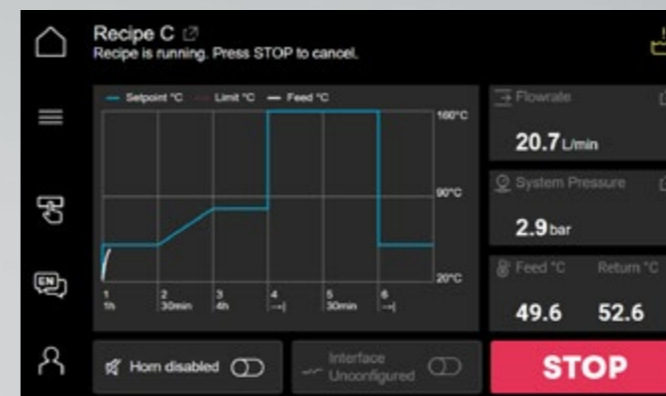 Recipe C
Recipe is running. Press STOP to cancel.
Setpoint °C Limit °C Feed °C
160°C
90°C
20°C
1 2 3 4 5 6
1h 30min 4h →| 30min →|
Flowrate
20.7 L/min
System Pressure
2.9 bar
Feed °C Return °C
49.6 52.6
EN
Horn disabled
Interface
Unconfigured
STOP